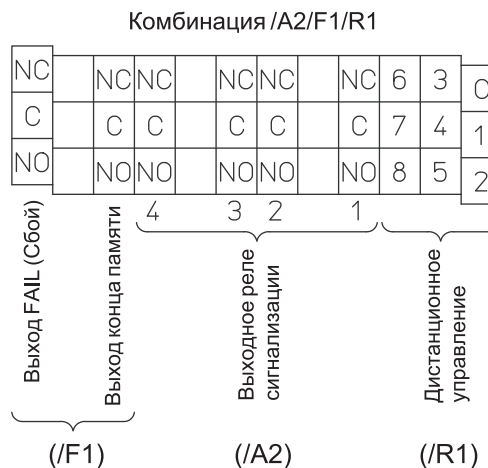 Комбинация /A2/F1/R1
NC NC NC NC NC NC 6 3 0
C C C C C C 7 4 1
NO NO NO NO NO NO 8 5 2
4 3 2 1
Выход FAIL (Сбой)
Выход конца памяти
Выходное реле
сигнализации
Дистанционное
управление
(/F1) (/A2) (/R1)